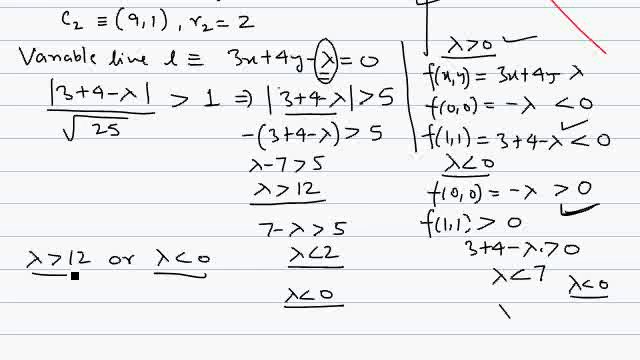 C₂ ≡ (9,1) , r₂ = 2
Variable line l ≡ 3x+4y-λ=0
|3+4-λ| / √25 > 1 ⇒ |3+4-λ|>5
-(3+4-λ) > 5
λ-7>5
λ>12
7-λ>5
λ<2
λ<0
λ>12 or λ<0
λ>0 ✓
f(x,y) = 3x+4y λ
f(0,0) = -λ < 0
f(1,1) = 3+4-λ < 0
λ<0
f(0,0) = -λ > 0
f(1,1) > 0
3+4-λ.>0
λ<7
λ<0